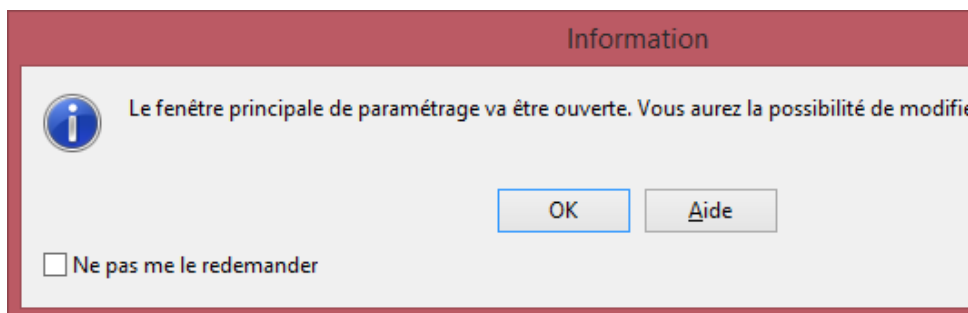 Information
Le fenêtre principale de paramétrage va être ouverte. Vous aurez la possibilité de modifie
OK
Aide
Ne pas me le redemander